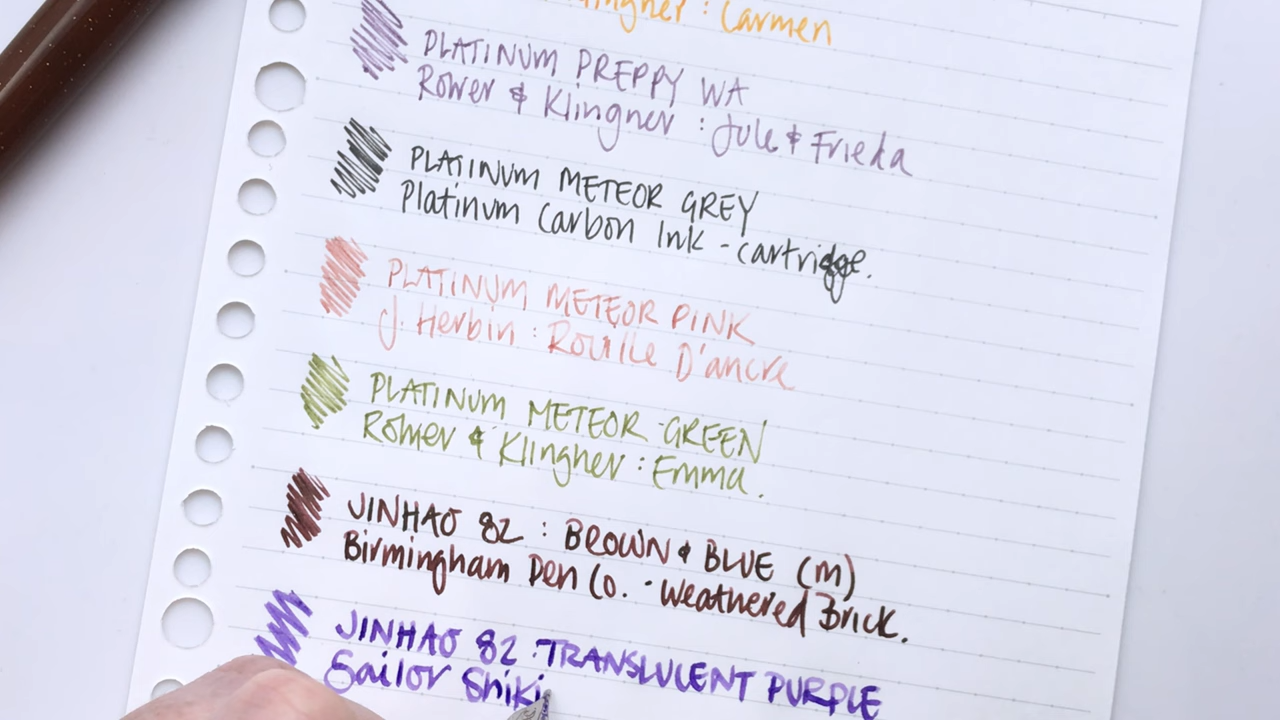 Klingner : Carmen
PLATINUM PREPPY WA
Rohrer & Klingner : Jule & Frieda
PLATINUM METEOR GREY
Platinum Carbon Ink - cartridge.
PLATINUM METEOR PINK
J. Herbin : Rouille D'ancre
PLATINUM METEOR GREEN
Rohrer & Klingner : Emma.
JINHAO 82 : BROWN & BLUE (M)
Birmingham Pen Co. - Weathered Brick.
JINHAO 82 : TRANSLUCENT PURPLE
Sailor Shiki